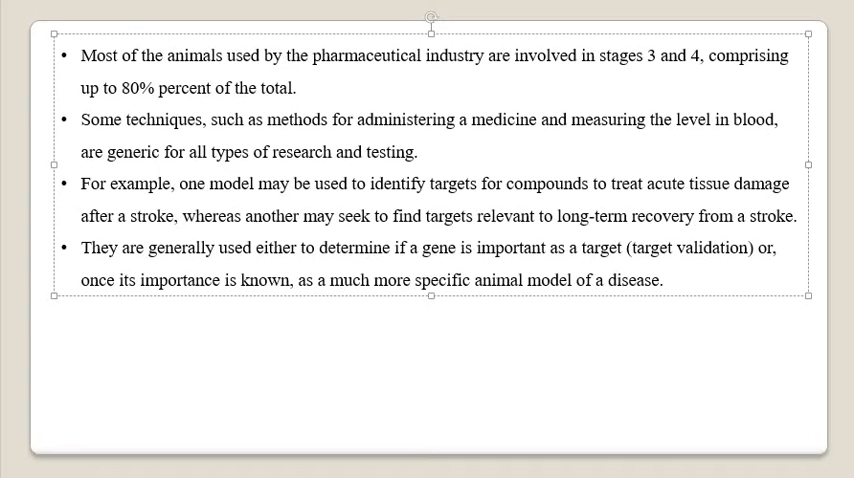 • Most of the animals used by the pharmaceutical industry are involved in stages 3 and 4, comprising
up to 80% percent of the total.
• Some techniques, such as methods for administering a medicine and measuring the level in blood,
are generic for all types of research and testing.
• For example, one model may be used to identify targets for compounds to treat acute tissue damage
after a stroke, whereas another may seek to find targets relevant to long-term recovery from a stroke.
• They are generally used either to determine if a gene is important as a target (target validation) or,
once its importance is known, as a much more specific animal model of a disease.